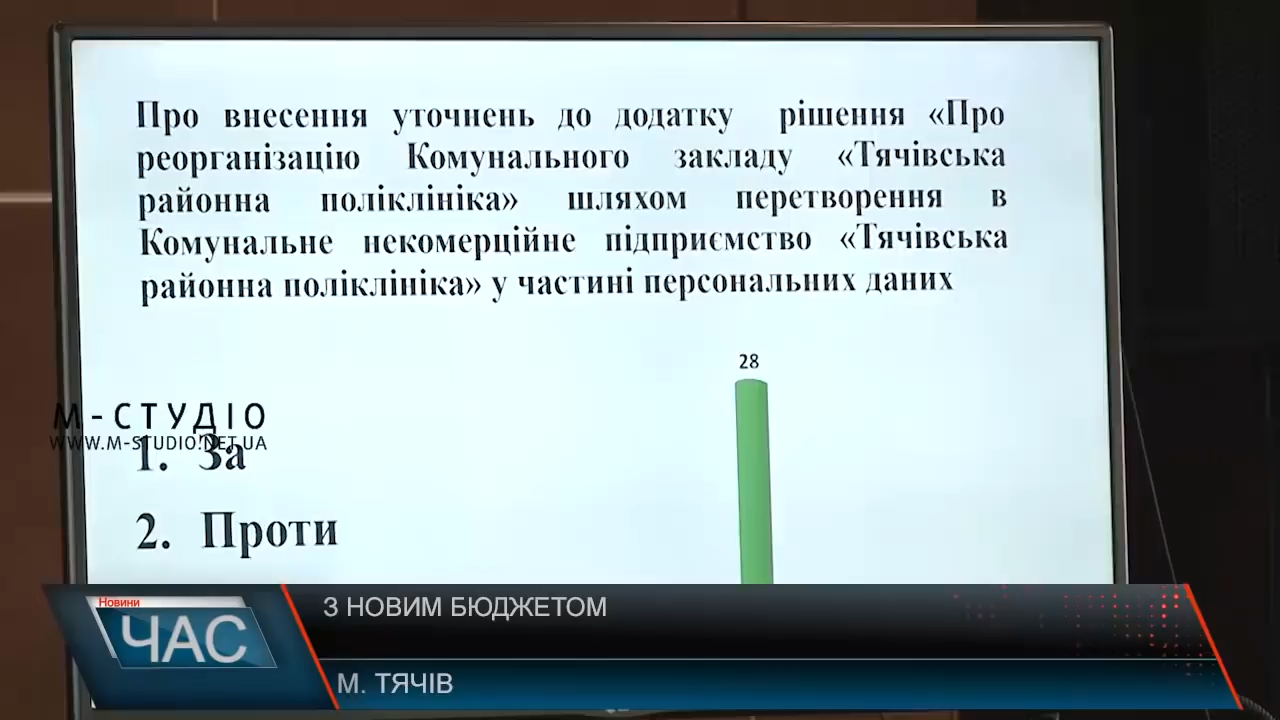 Про внесення уточнень до додатку рішення «Про
реорганізацію Комунального закладу «Тячівська
районна поліклініка» шляхом перетворення в
Комунальне некомерційне підприємство «Тячівська
районна поліклініка» у частині персональних даних
28
М-СТУДІО
WWW.M-STUDIO.NET.UA
1. За
2. Проти
Новини
ЧАС
З НОВИМ БЮДЖЕТОМ
М. ТЯЧІВ